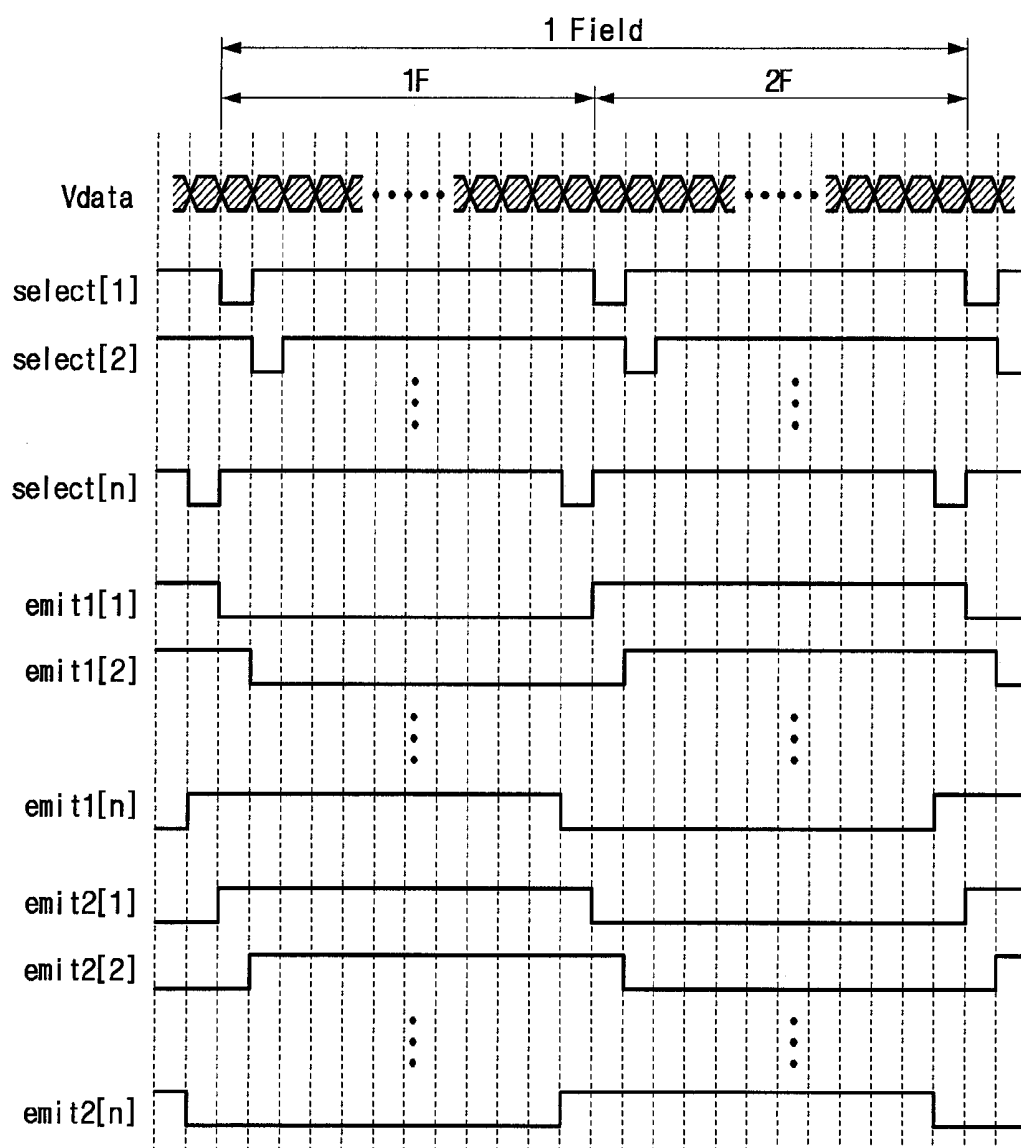 1 Field
1F
2F
Vdata
select[1]
select[2]
select[n]
emit1[1]
emit1[2]
emit1[n]
emit2[1]
emit2[2]
emit2[n]